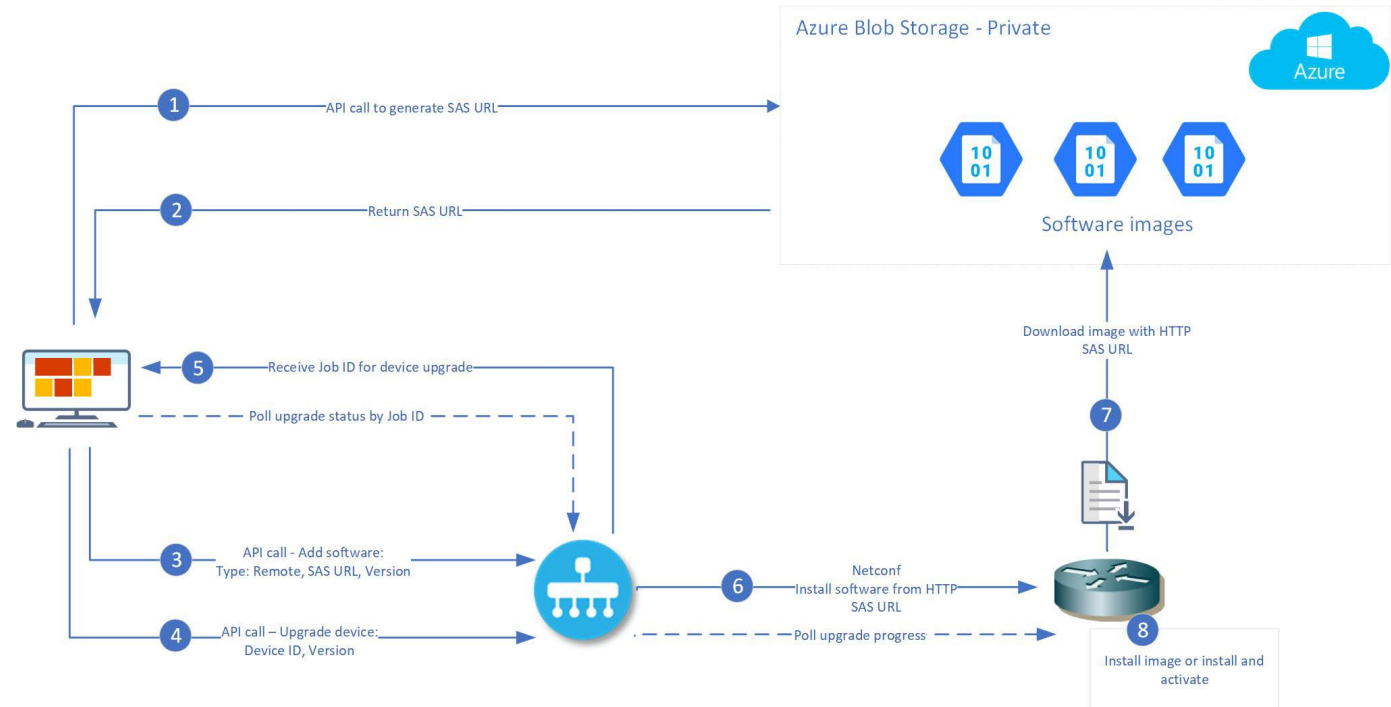 Azure Blob Storage - Private
Azure
1
API call to generate SAS URL
10
01
10
01
10
01
2
Return SAS URL
Software images
Download image with HTTP
SAS URL
5
Receive Job ID for device upgrade
Poll upgrade status by Job ID
7
3
API call - Add software:
Type: Remote, SAS URL, Version
6
Netconf
Install software from HTTP
SAS URL
4
API call – Upgrade device:
Device ID, Version
Poll upgrade progress
8
Install image or install and
activate